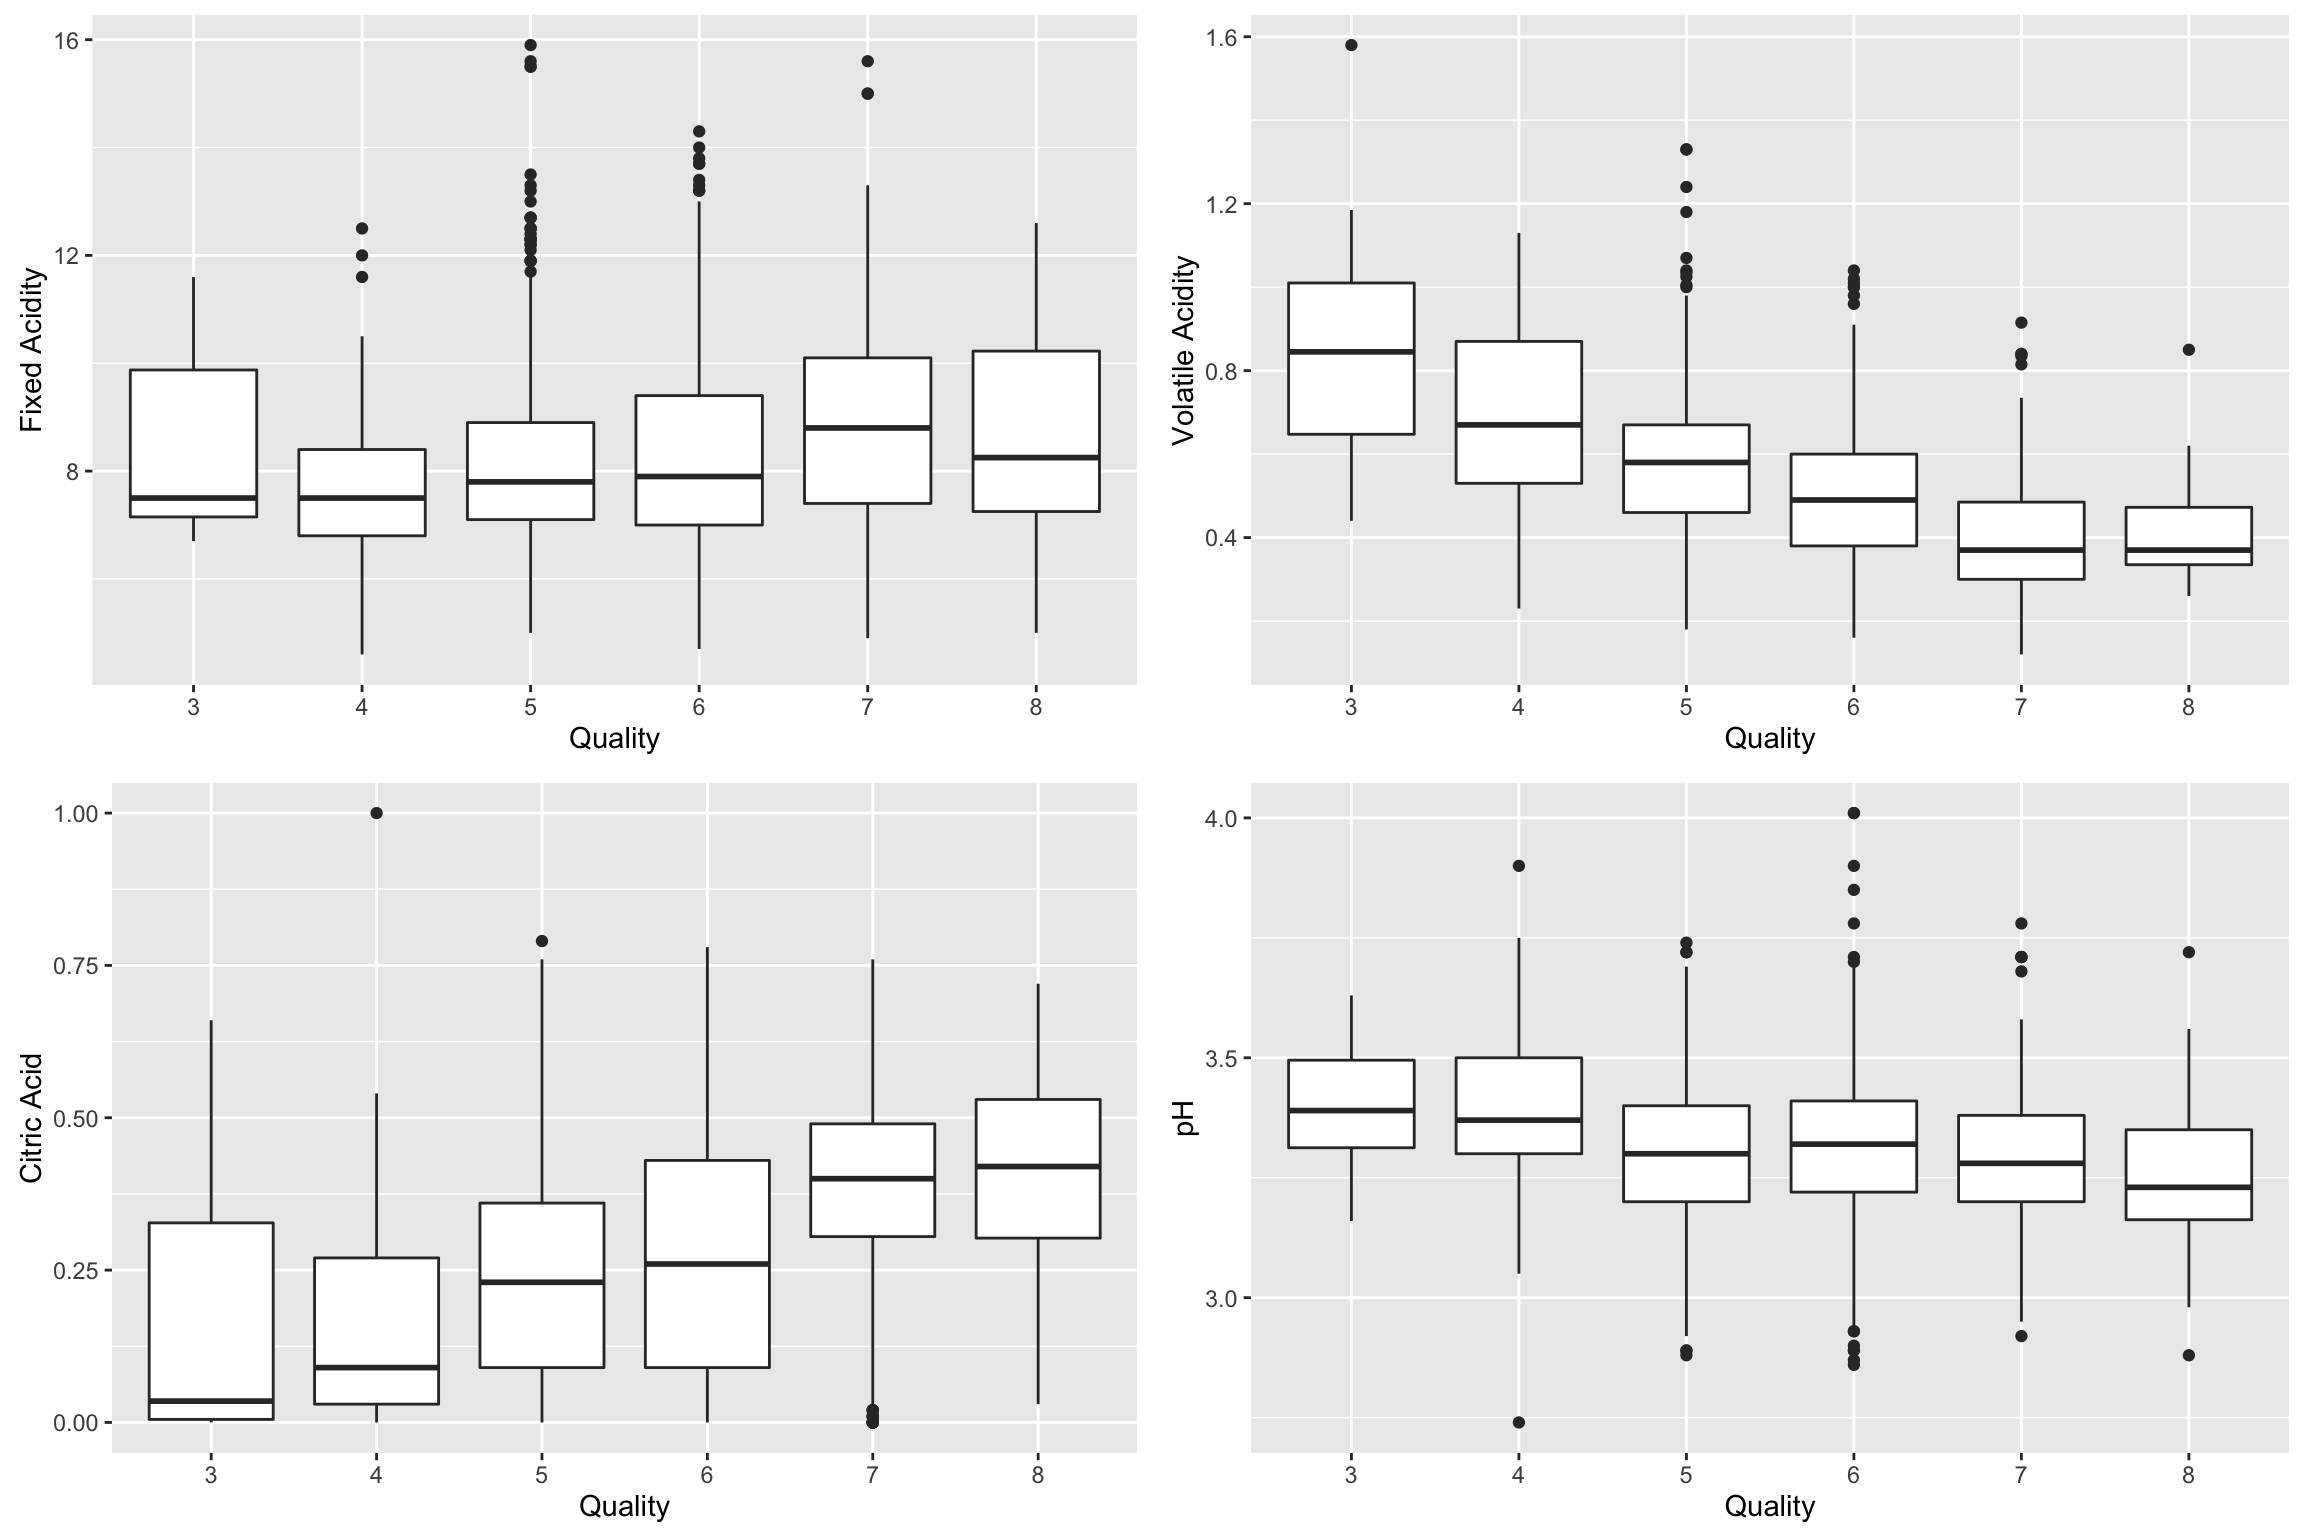 Fixed Acidity
16
12
8
3 4 5 6 7 8
Quality
Volatile Acidity
1.6
1.2
0.8
0.4
3 4 5 6 7 8
Quality
Citric Acid
1.00
0.75
0.50
0.25
0.00
3 4 5 6 7 8
Quality
pH
4.0
3.5
3.0
3 4 5 6 7 8
Quality